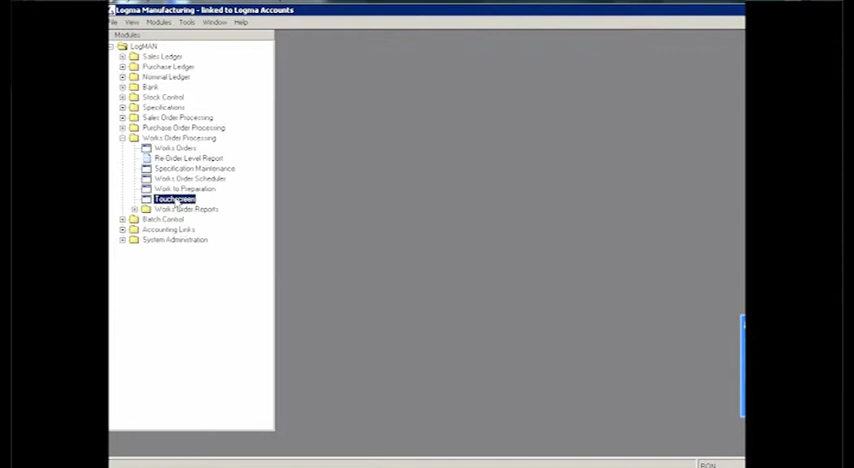 Logma Manufacturing - linked to Logma Accounts
File View Modules Tools Window Help
Modules
LogMAN
Sales Ledger
Purchase Ledger
Nominal Ledger
Bank
Stock Control
Specifications
Sales Order Processing
Purchase Order Processing
Works Order Processing
Works Orders
Re-Order Level Report
Specification Maintenance
Works Order Scheduler
Work to Preparation
Touchscreen
Works Order Reports
Batch Control
Accounting Links
System Administration